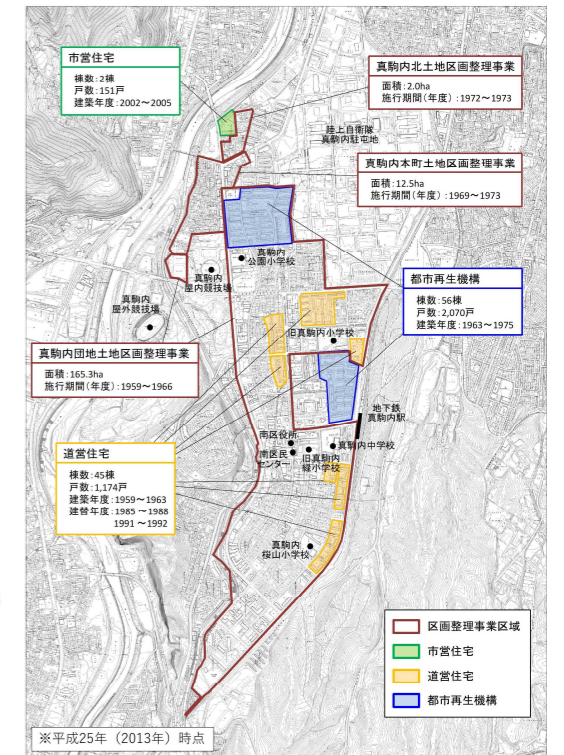 市営住宅
棟数:2棟
戸数:151戸
建築年度:2002～2005
真駒内北土地区画整理事業
面積:2.0ha
施行期間(年度):1972～1973
陸上自衛隊
真駒内駐屯地
真駒内本町土地区画整理事業
面積:12.5ha
施行期間(年度):1969～1973
真駒内
公園小学校
真駒内
屋内競技場
真駒内
屋外競技場
都市再生機構
棟数:56棟
戸数:2,070戸
建築年度:1963～1975
旧真駒内小学校
真駒内団地土地区画整理事業
面積:165.3ha
施行期間(年度):1959～1966
地下鉄
真駒内駅
南区役所
南区民
センター
真駒内中学校
旧真駒内
緑小学校
道営住宅
棟数:45棟
戸数:1,174戸
建築年度:1959～1963
建替年度:1985～1988
1991～1992
真駒内
桜山小学校
区画整理事業区域
市営住宅
道営住宅
都市再生機構
※平成25年（2013年）時点